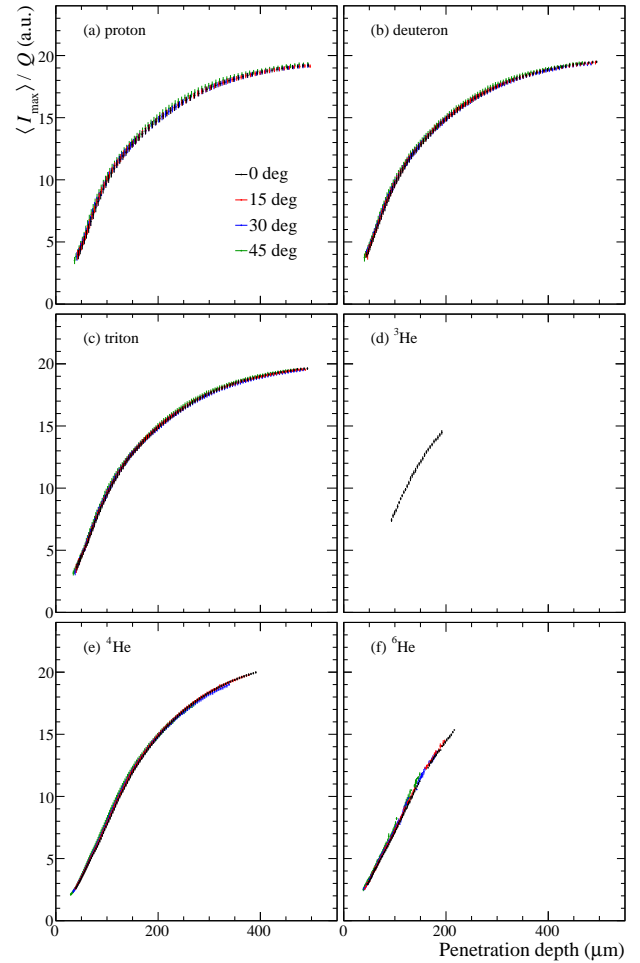 ⟨ I_max⟩ / Q (a.u.)
(a) proton
(b) deuteron
20
15
10
5
0
0 deg
15 deg
30 deg
45 deg
(c) triton
(d) ³He
20
15
10
5
0
(e) ⁴He
(f) ⁶He
20
15
10
5
0
0 200 400 0 200 400
Penetration depth (μm)